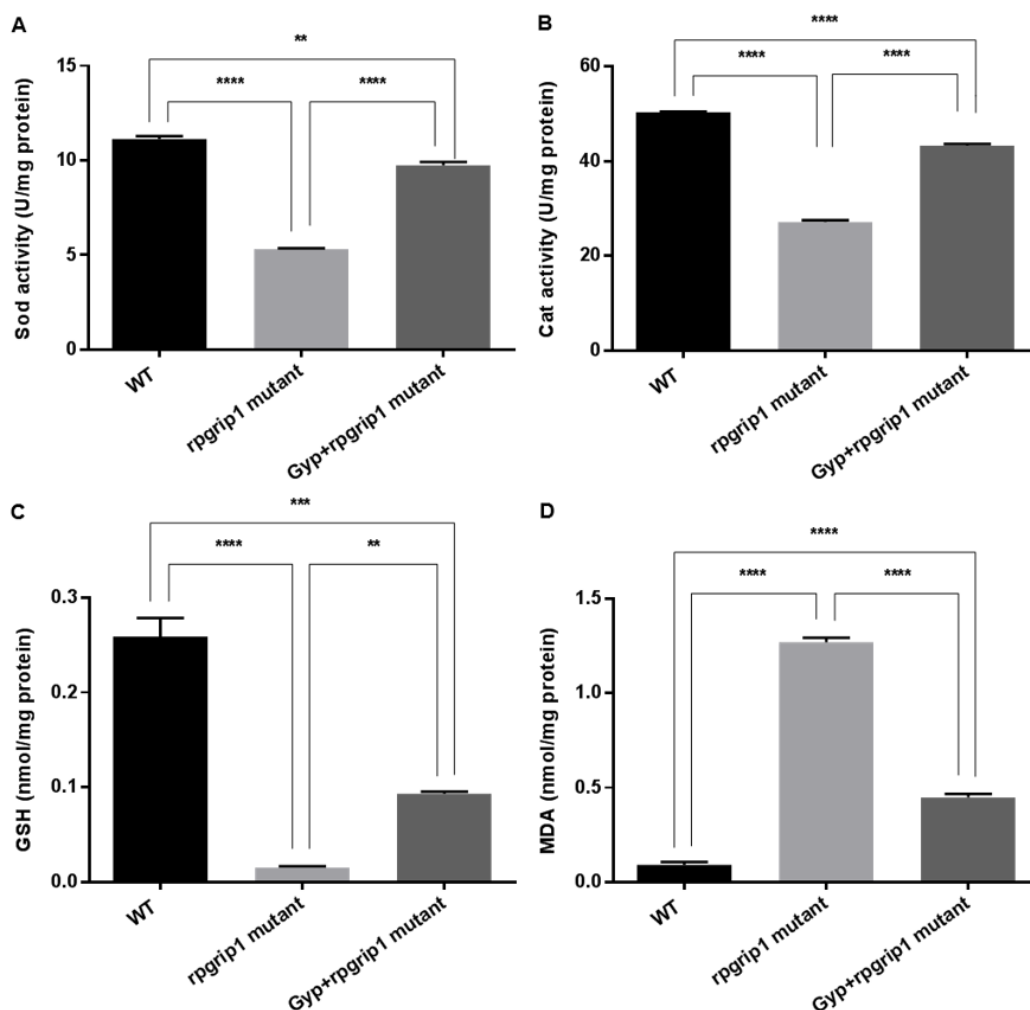 A
**
****
****
Sod activity (U/mg protein)
15
10
5
0
WT
rpgrip1 mutant
Gyp+rpgrip1 mutant
B
****
****
****
Cat activity (U/mg protein)
60
40
20
0
WT
rpgrip1 mutant
Gyp+rpgrip1 mutant
C
***
****
**
GSH (nmol/mg protein)
0.3
0.2
0.1
0.0
WT
rpgrip1 mutant
Gyp+rpgrip1 mutant
D
****
****
****
MDA (nmol/mg protein)
1.5
1.0
0.5
0.0
WT
rpgrip1 mutant
Gyp+rpgrip1 mutant